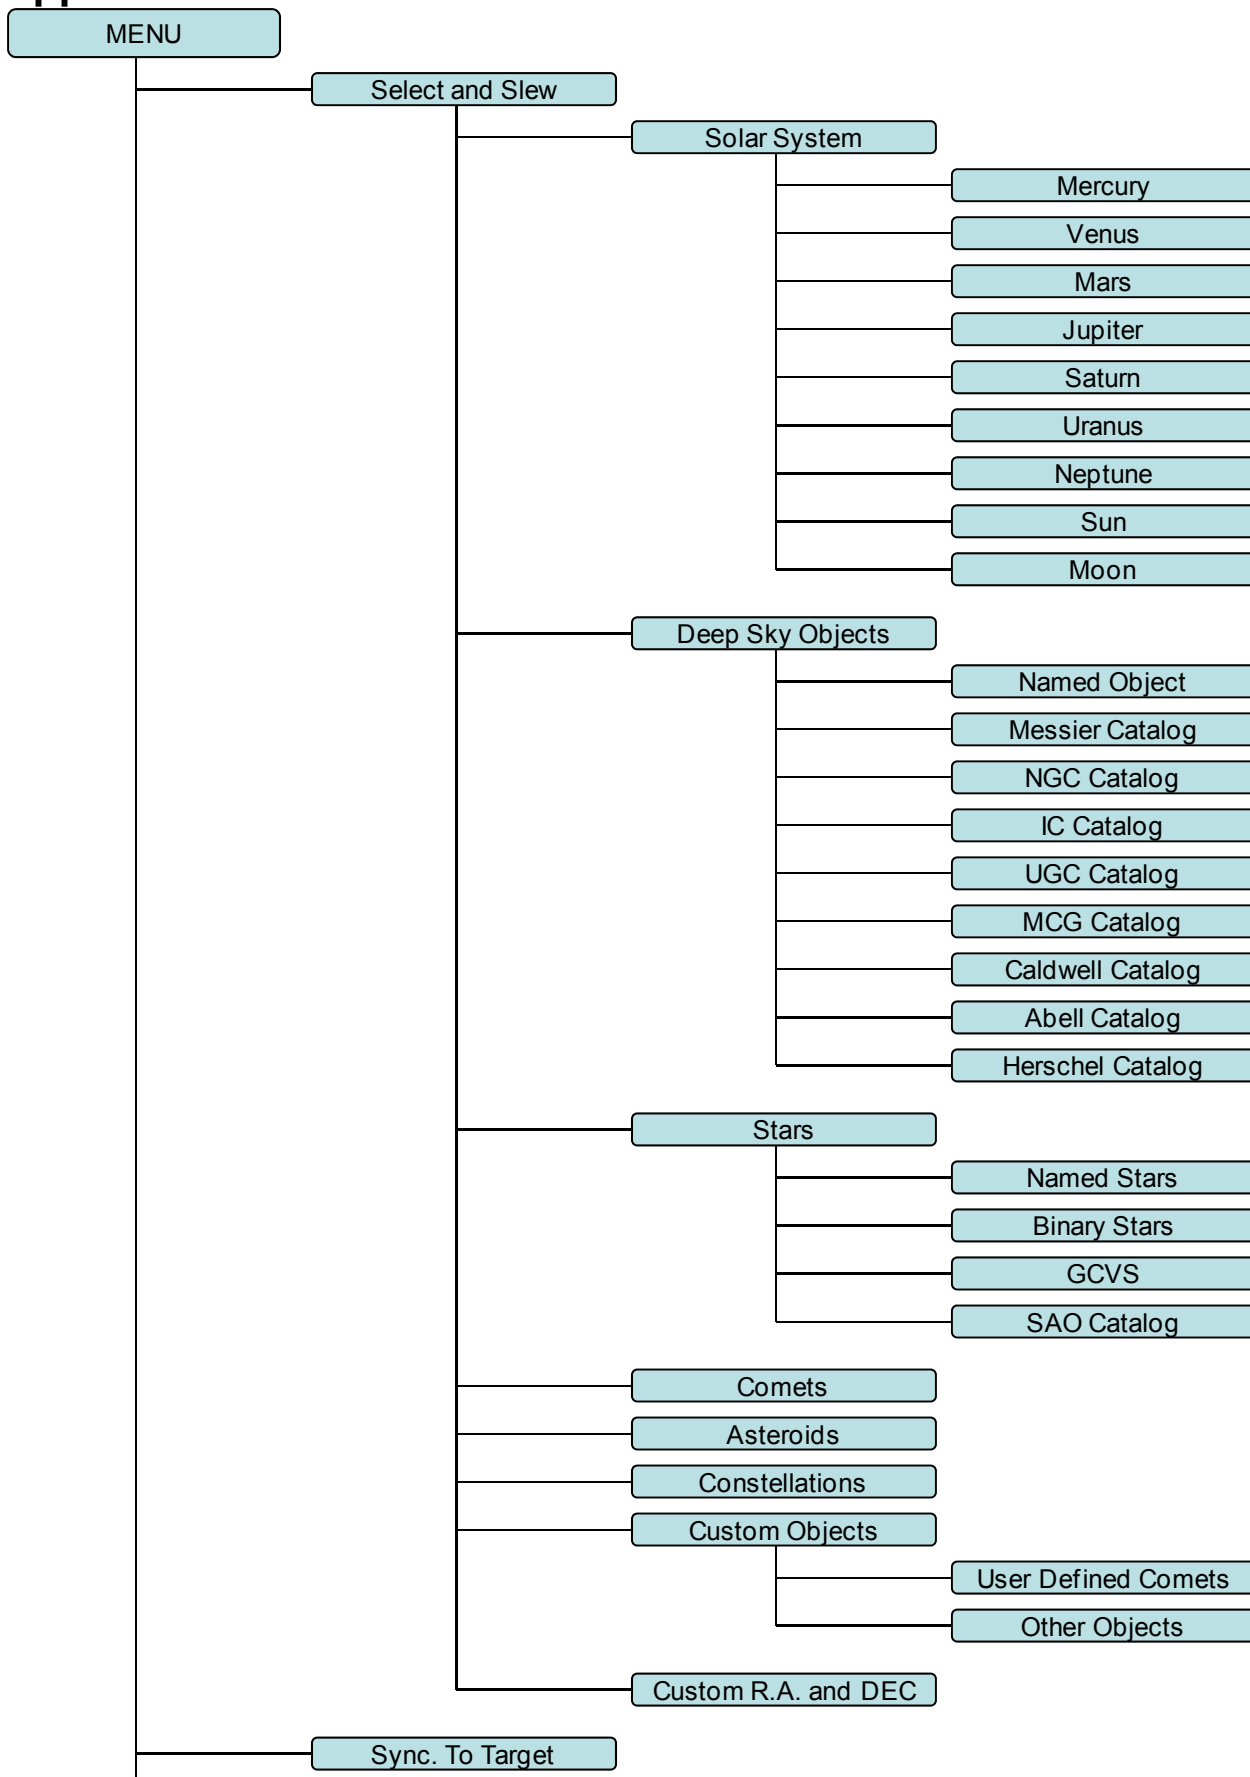 MENU
Select and Slew
Solar System
Mercury
Venus
Mars
Jupiter
Saturn
Uranus
Neptune
Sun
Moon
Deep Sky Objects
Named Object
Messier Catalog
NGC Catalog
IC Catalog
UGC Catalog
MCG Catalog
Caldwell Catalog
Abell Catalog
Herschel Catalog
Stars
Named Stars
Binary Stars
GCVS
SAO Catalog
Comets
Asteroids
Constellations
Custom Objects
User Defined Comets
Other Objects
Custom R.A. and DEC
Sync. To Target